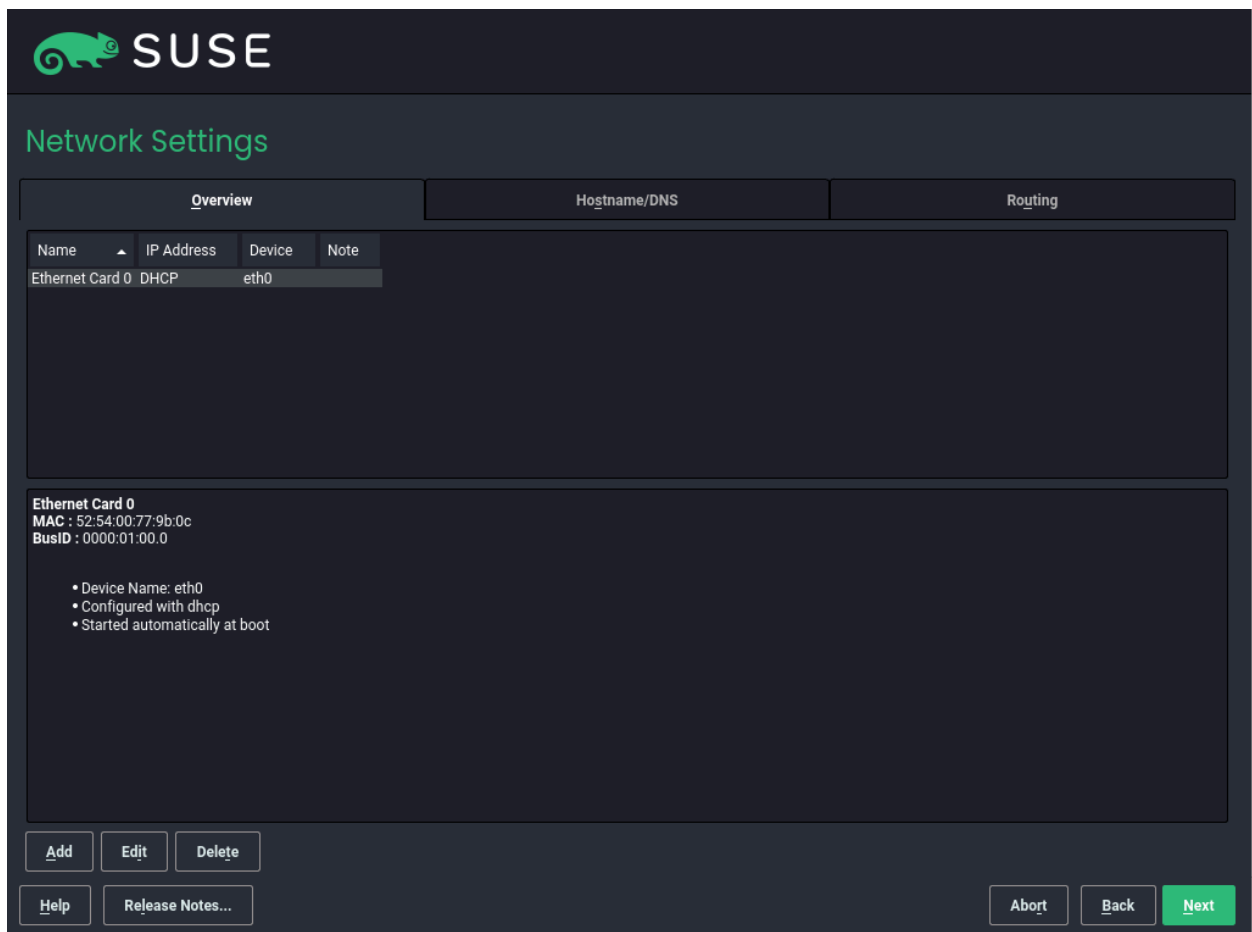 SUSE
Network Settings
Overview Hostname/DNS Routing
Name IP Address Device Note
Ethernet Card 0 DHCP eth0
Ethernet Card 0
MAC : 52:54:00:77:9b:0c
BusID : 0000:01:00.0
• Device Name: eth0
• Configured with dhcp
• Started automatically at boot
Add Edit Delete
Help Release Notes... Abort Back Next